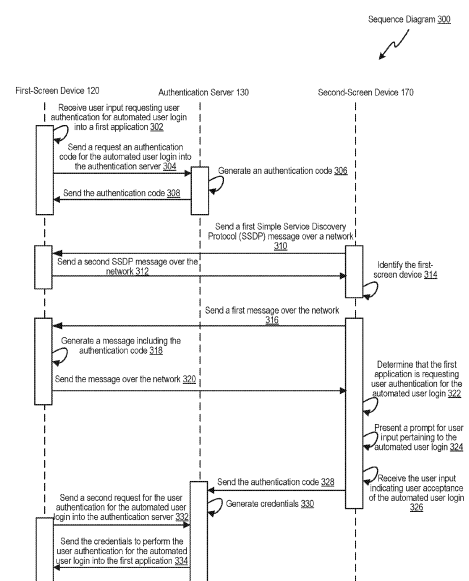 Sequence Diagram 300
First-Screen Device 120
Authentication Server 130
Second-Screen Device 170
Receive user input requesting user
authentication for automated user login
into a first application 302
Send a request an authentication
code for the automated user login into
the authentication server 304
Generate an authentication code 306
Send the authentication code 308
Send a first Simple Service Discovery
Protocol (SSDP) message over a network
310
Send a second SSDP message over the
network 312
Identify the first-
screen device 314
Send a first message over the network
316
Generate a message including the
authentication code 318
Send the message over the network 320
Determine that the first
application is requesting
user authentication for the
automated user login 322
Present a prompt for user
input pertaining to the
automated user login 324
Receive the user input
indicating user acceptance
of the automated user login
326
Send the authentication code 328
Generate credentials 330
Send a second request for the user
authentication for the automated user
login into the authentication server 332
Send the credentials to perform the
user authentication for the automated
user login into the first application 334